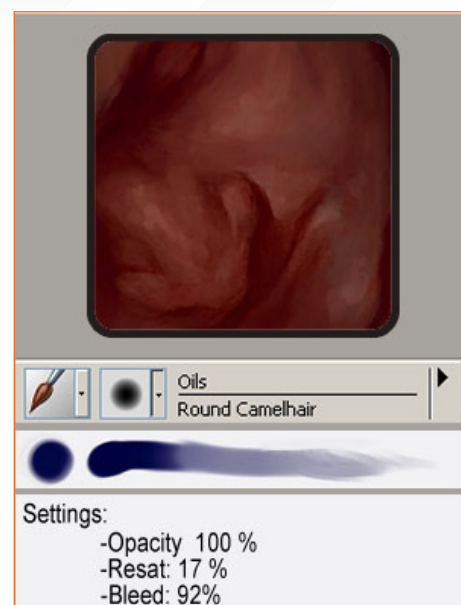 Oils
Round Camelhair
Settings:
-Opacity 100 %
-Resat: 17 %
-Bleed: 92%